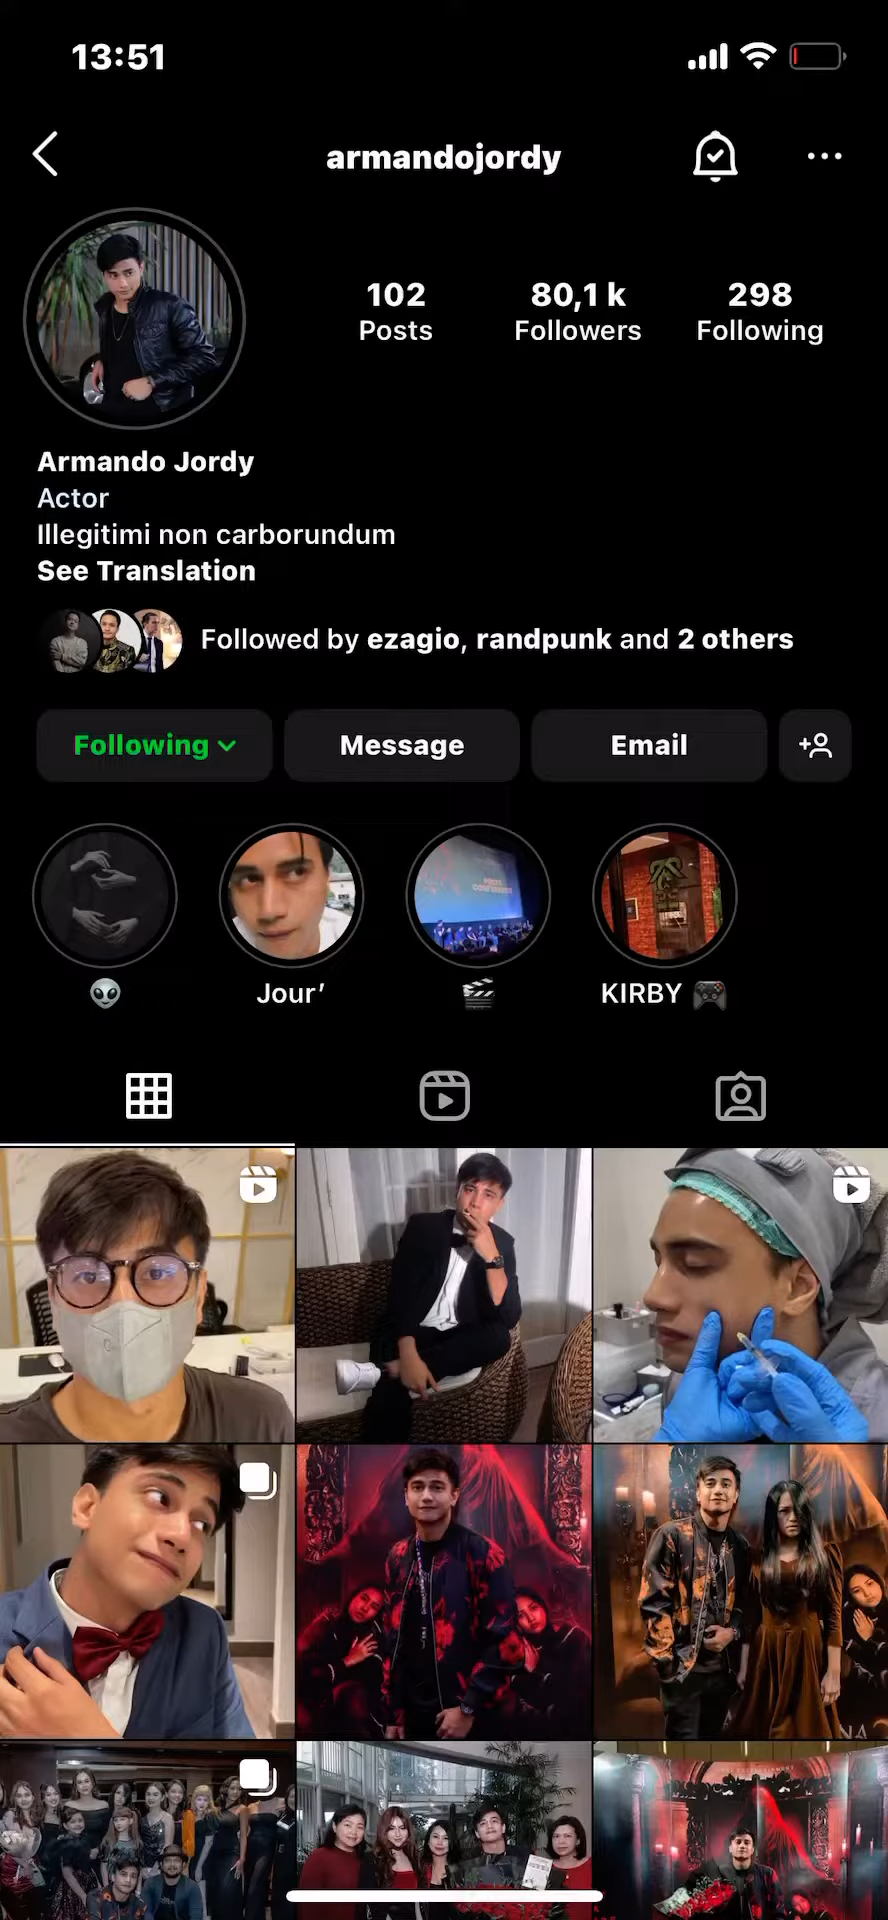 13:51
armandojordy
102
Posts
80,1 k
Followers
298
Following
Armando Jordy
Actor
Illegitimi non carborundum
See Translation
Followed by ezagio, randpunk and 2 others
Following
Message
Email
Jour’
KIRBY